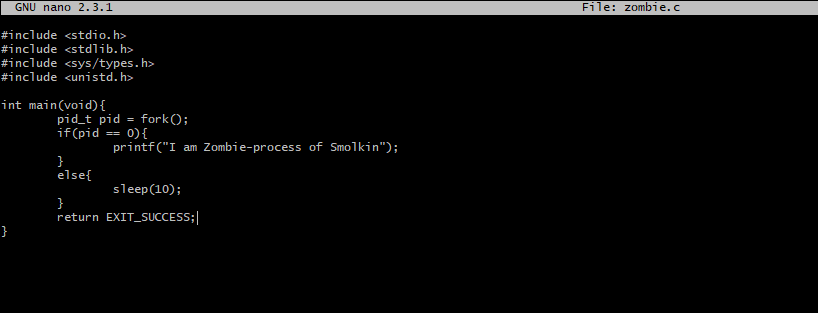 GNU nano 2.3.1 File: zombie.c
#include <stdio.h>
#include <stdlib.h>
#include <sys/types.h>
#include <unistd.h>
int main(void){
        pid_t pid = fork();
        if(pid == 0){
                printf("I am Zombie-process of Smolkin");
        }
        else{
                sleep(10);
        }
        return EXIT_SUCCESS;
}